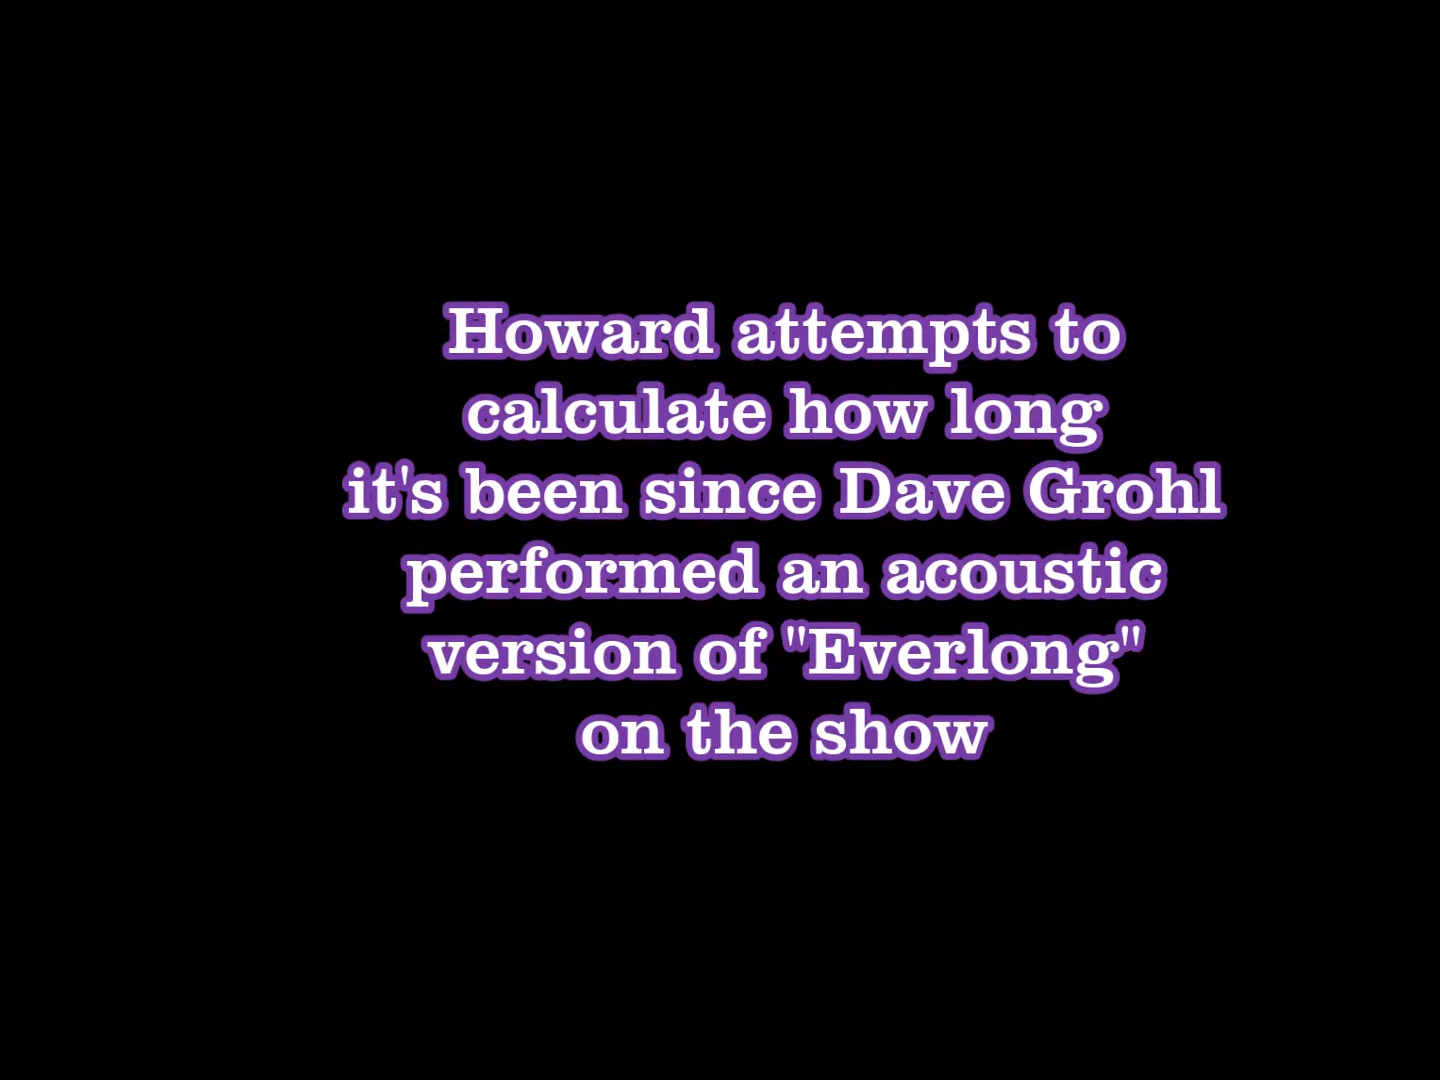 Howard attempts to
calculate how long
it's been since Dave Grohl
performed an acoustic
version of "Everlong"
on the show